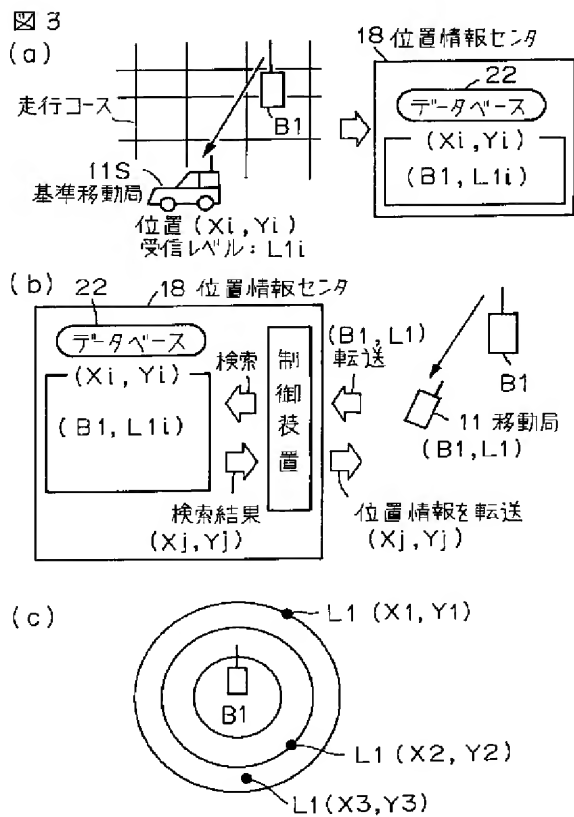 図3
(a)
18 位置情報センタ
22
データベース
走行コース
B1
(Xi, Yi)
(B1, L1i)
11S
基準移動局
位置 (Xi, Yi)
受信レベル: L1i
(b)
22
18 位置情報センタ
データベース
(Xi, Yi)
(B1, L1i)
検索
制御装置
(B1, L1)
転送
B1
11 移動局
(B1, L1)
検索結果
(Xj, Yj)
位置情報を転送
(Xj, Yj)
(c)
L1 (X1, Y1)
B1
L1 (X2, Y2)
L1(X3, Y3)